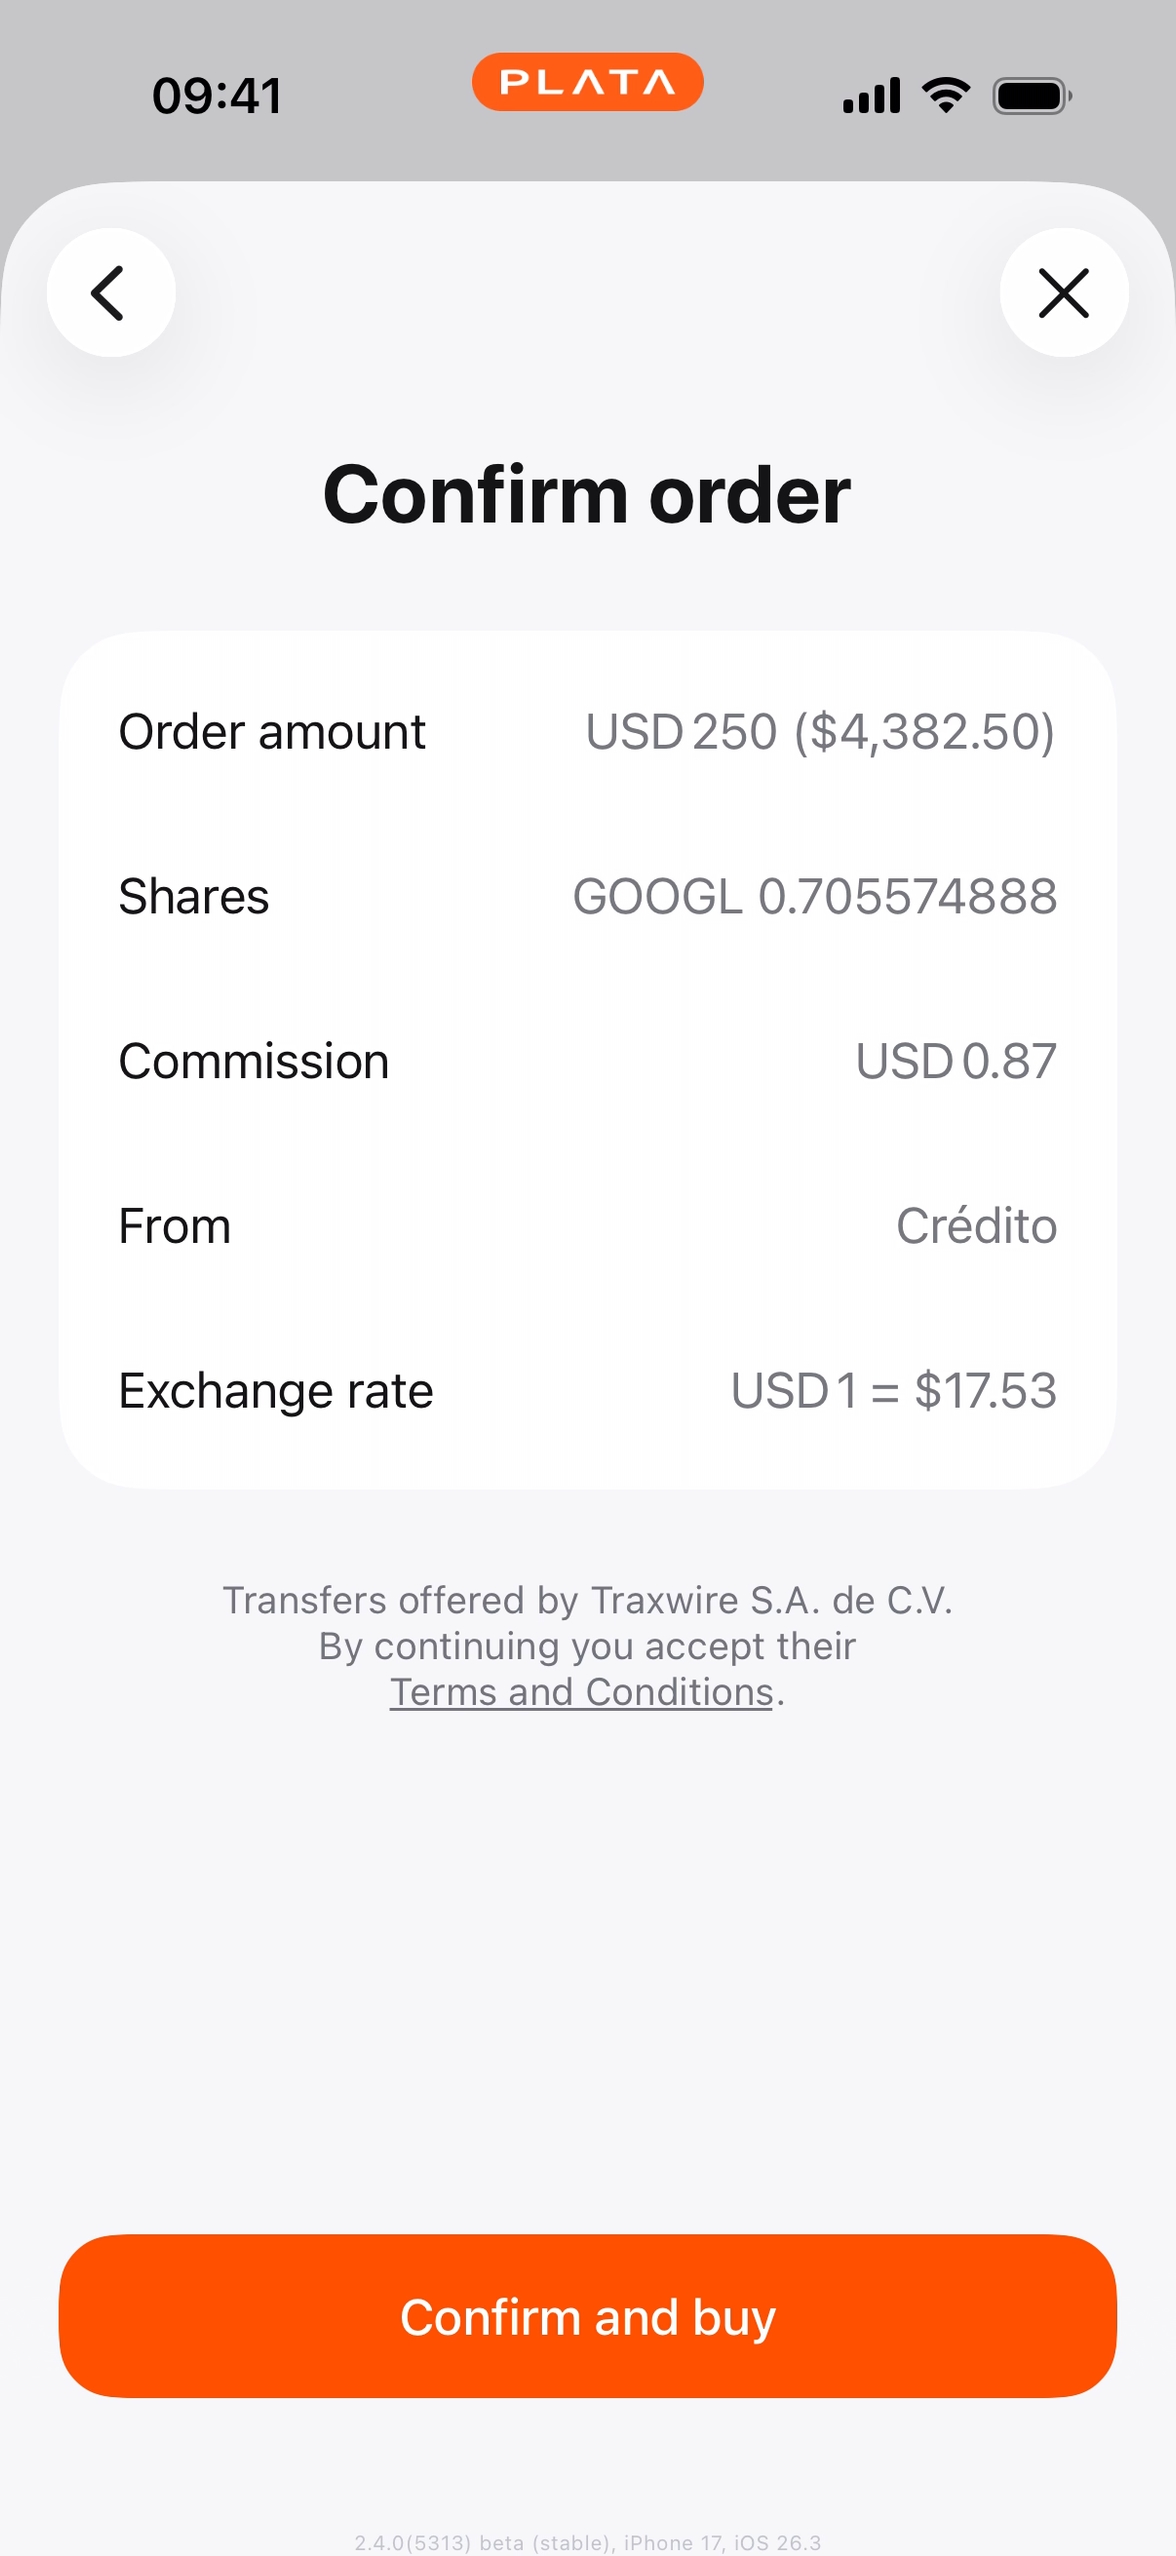 09:41
PLATA
Confirm order
Order amount USD 250 ($4,382.50)
Shares GOOGL 0.705574888
Commission USD 0.87
From Crédito
Exchange rate USD 1 = $17.53
Transfers offered by Traxwire S.A. de C.V.
By continuing you accept their
Terms and Conditions.
Confirm and buy
2.4.0(5313) beta (stable), iPhone 17, iOS 26.3